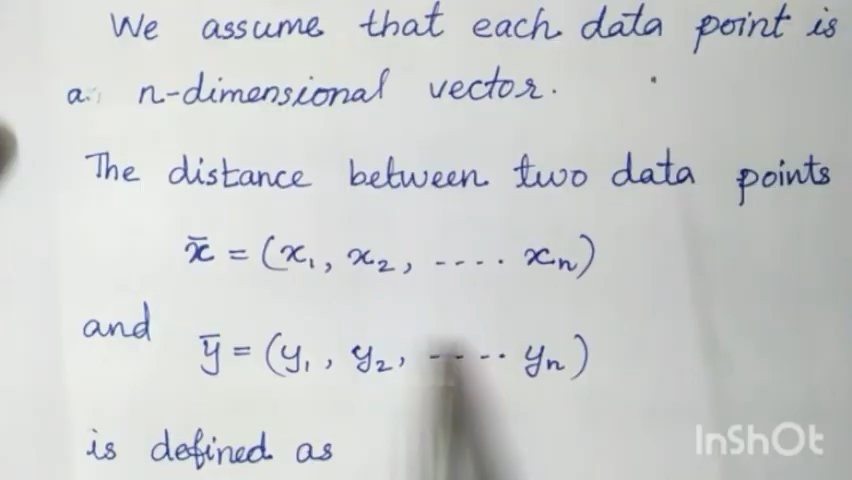 We assume that each data point is
a n-dimensional vector.
The distance between two data points
x̄ = (x₁, x₂, ---- xₙ)
and
ȳ = (y₁, y₂, ---- yₙ)
is defined as
InShOt